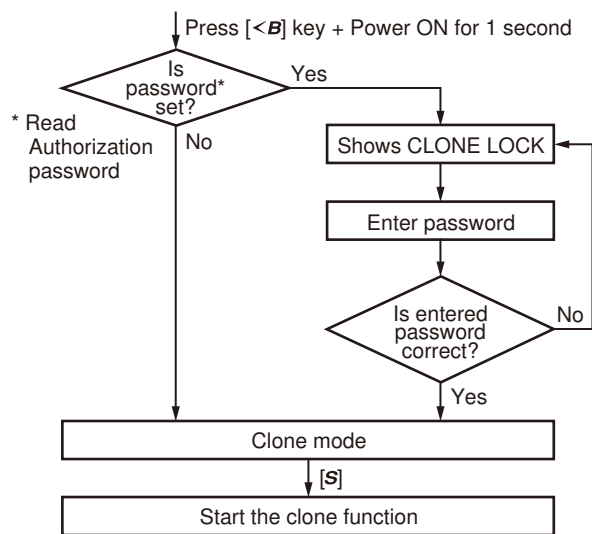 Press [<B] key + Power ON for 1 second
Is
password*
set?
Yes
* Read
Authorization
password
No
Shows CLONE LOCK
Enter password
Is entered
password
correct?
No
Yes
Clone mode
[S]
Start the clone function